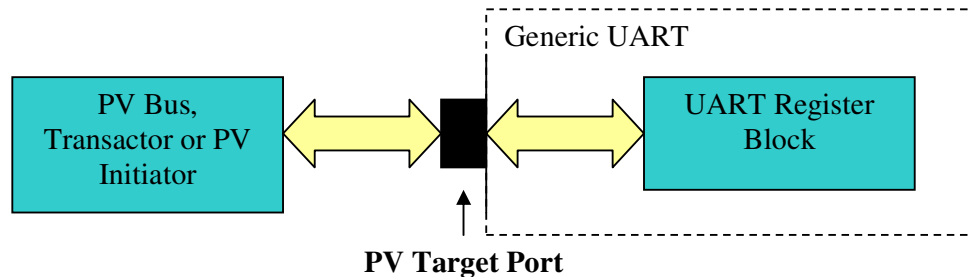 Generic UART
PV Bus,
Transactor or PV
Initiator
UART Register
Block
PV Target Port